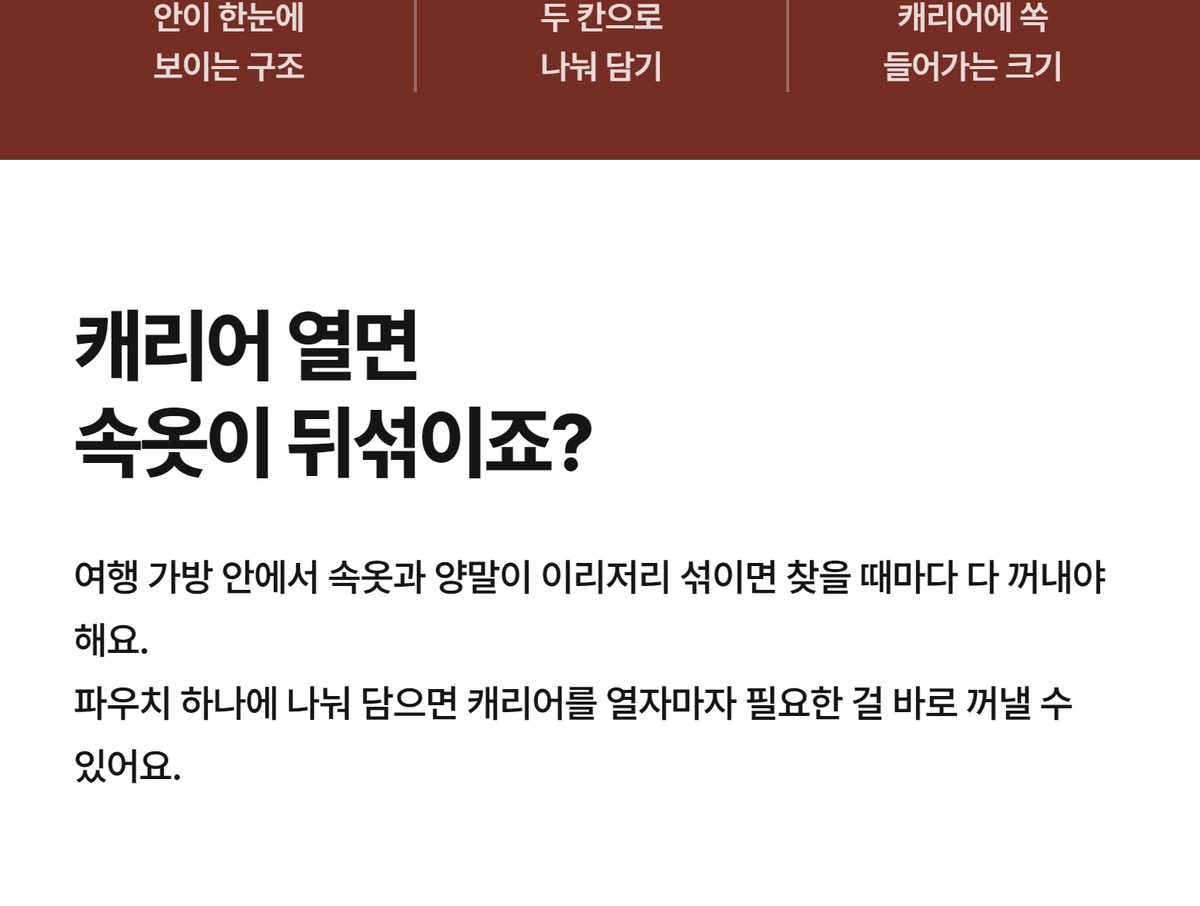 안이 한눈에
보이는 구조
두 칸으로
나눠 담기
캐리어에 쏙
들어가는 크기
캐리어 열면
속옷이 뒤섞이죠?
여행 가방 안에서 속옷과 양말이 이리저리 섞이면 찾을 때마다 다 꺼내야
해요.
파우치 하나에 나눠 담으면 캐리어를 열자마자 필요한 걸 바로 꺼낼 수
있어요.